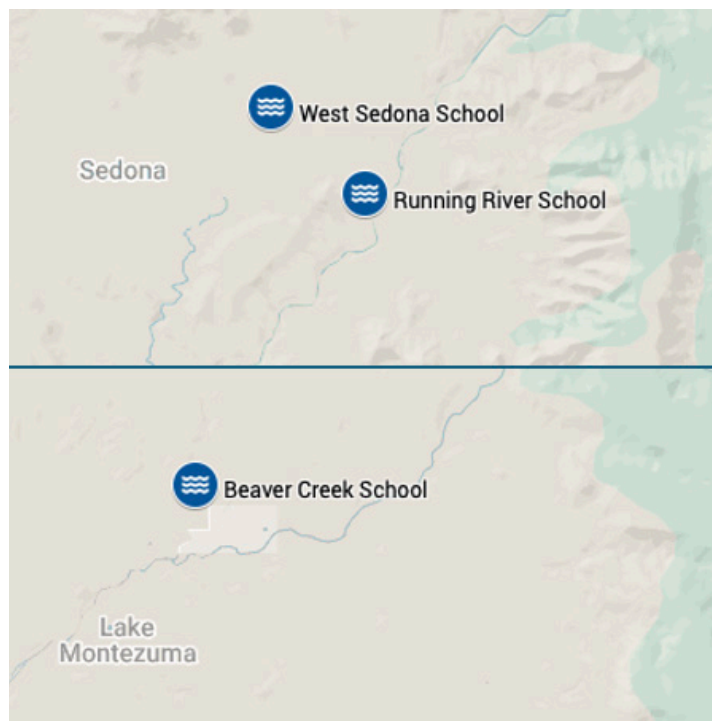 West Sedona School
Sedona
Running River School
Beaver Creek School
Lake
Montezuma